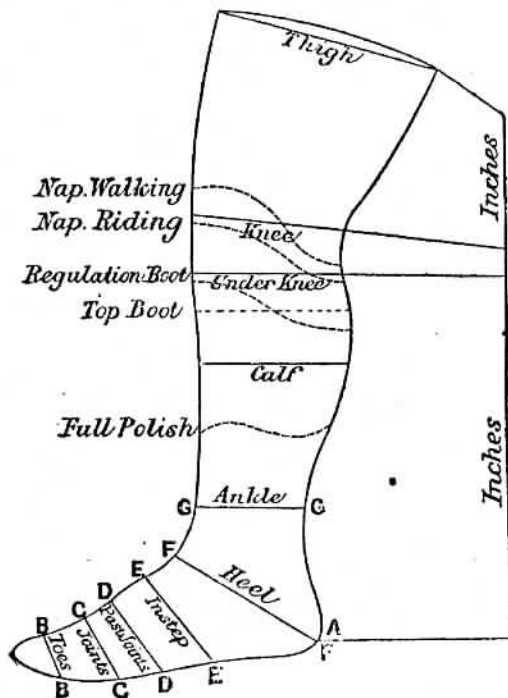 Thigh
Inches
Nap. Walking
Nap. Riding
Knee
Regulation Boot
Under Knee
Top Boot
Calf
Full Polish
Inches
Ankle
G
G
F
Heel
E
D
Instep
C
Pastjoints
B
Joints
Toes
A
F
B
C
D
E